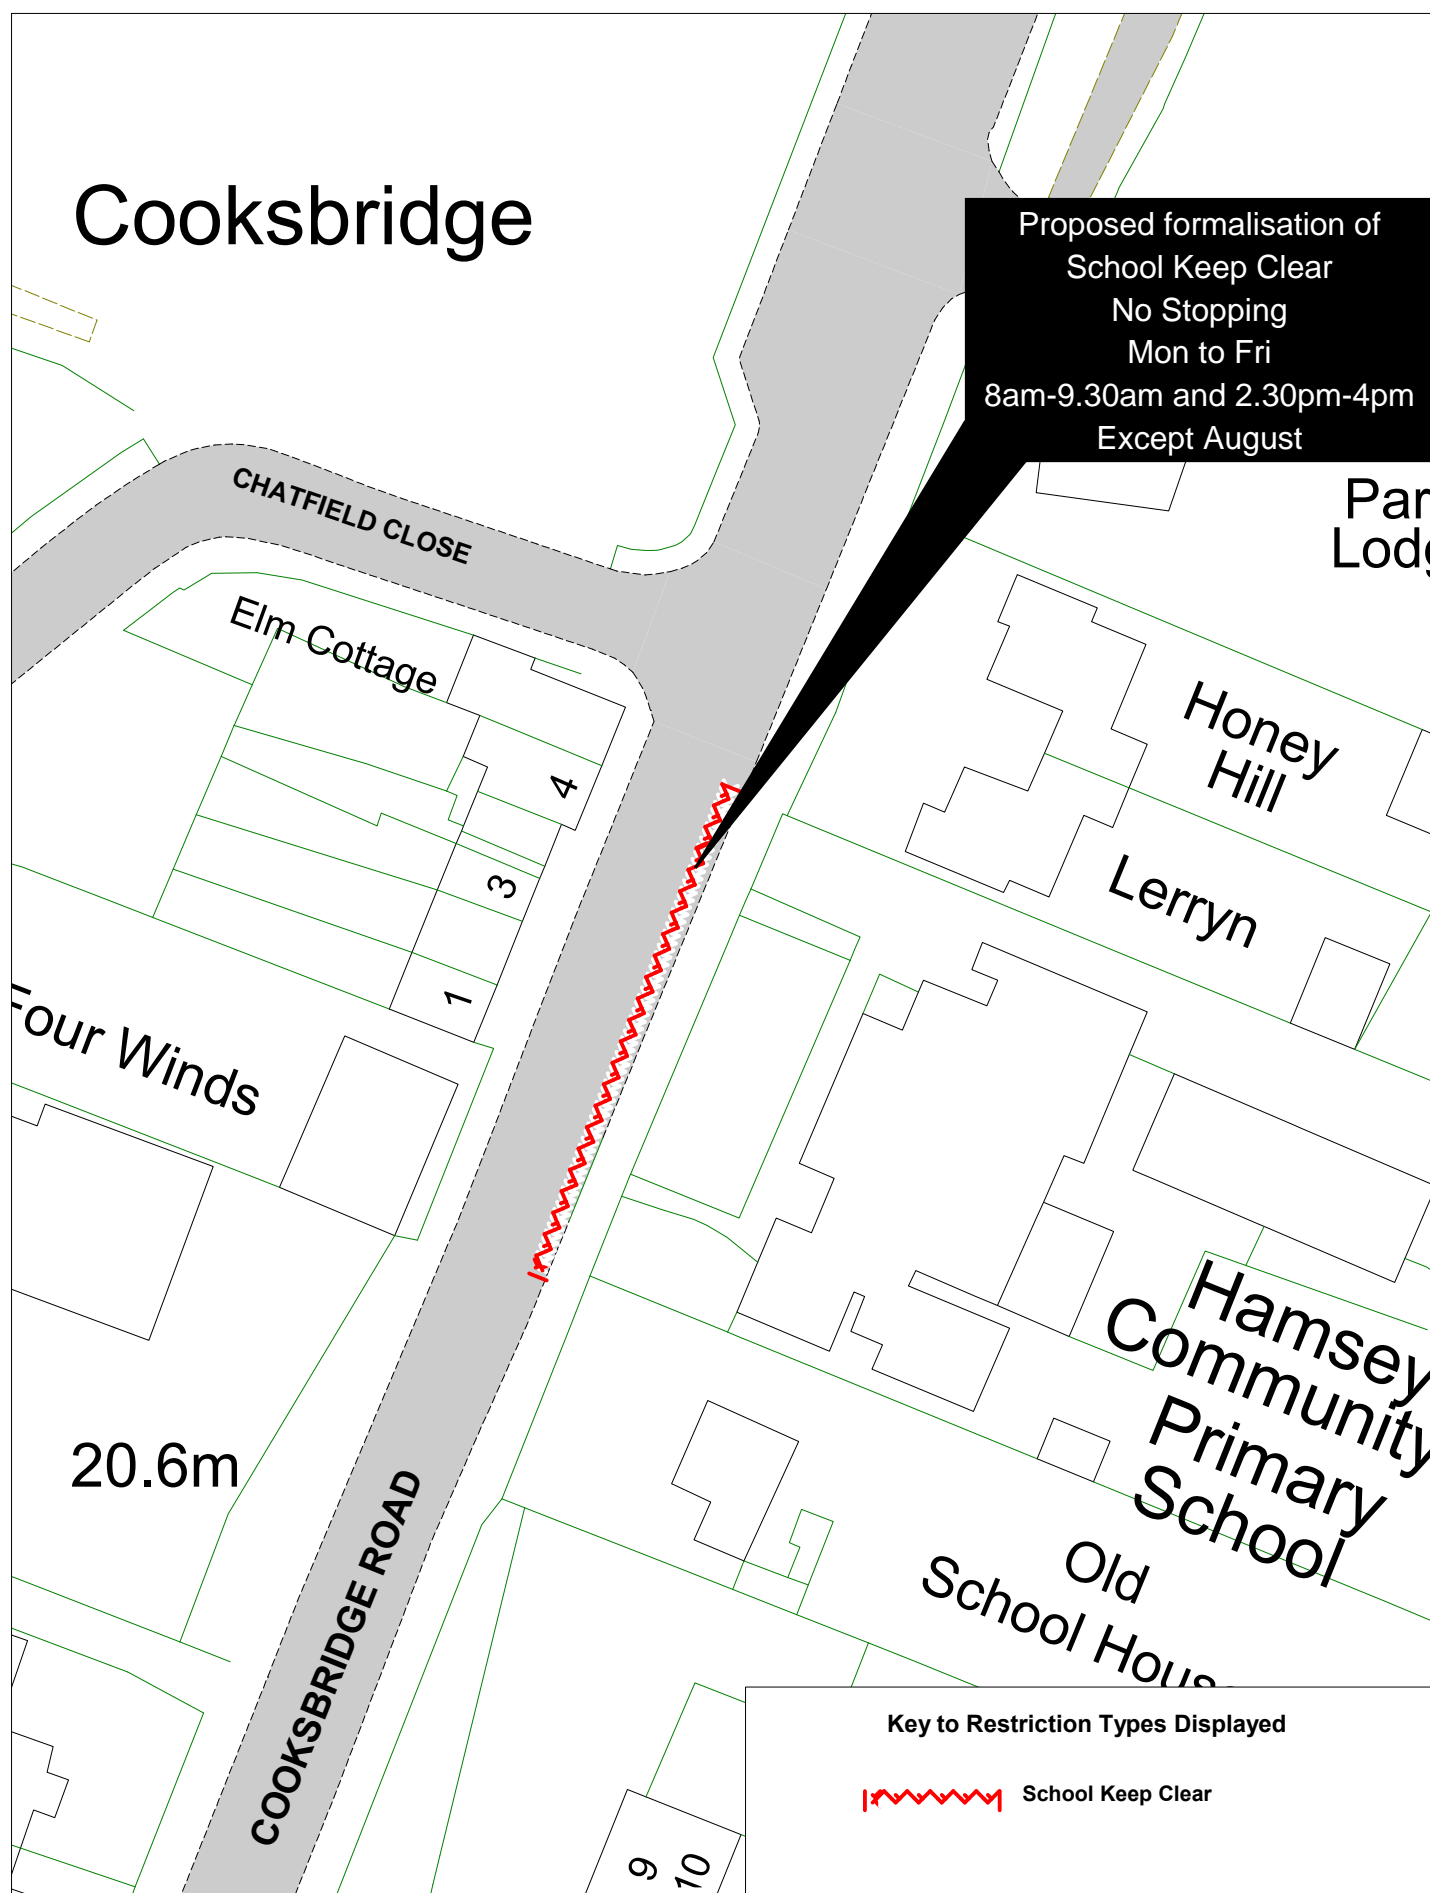 Cooksbridge
Proposed formalisation of
School Keep Clear
No Stopping
Mon to Fri
8am-9.30am and 2.30pm-4pm
Except August
CHATFIELD CLOSE
Elm Cottage
4
3
1
Four Winds
Honey
Hill
Lerryn
Hamsey
Community
Primary
School
Old
School
20.6m
COOKSBRIDGE ROAD
9
10
Key to Restriction Types Displayed
School Keep Clear